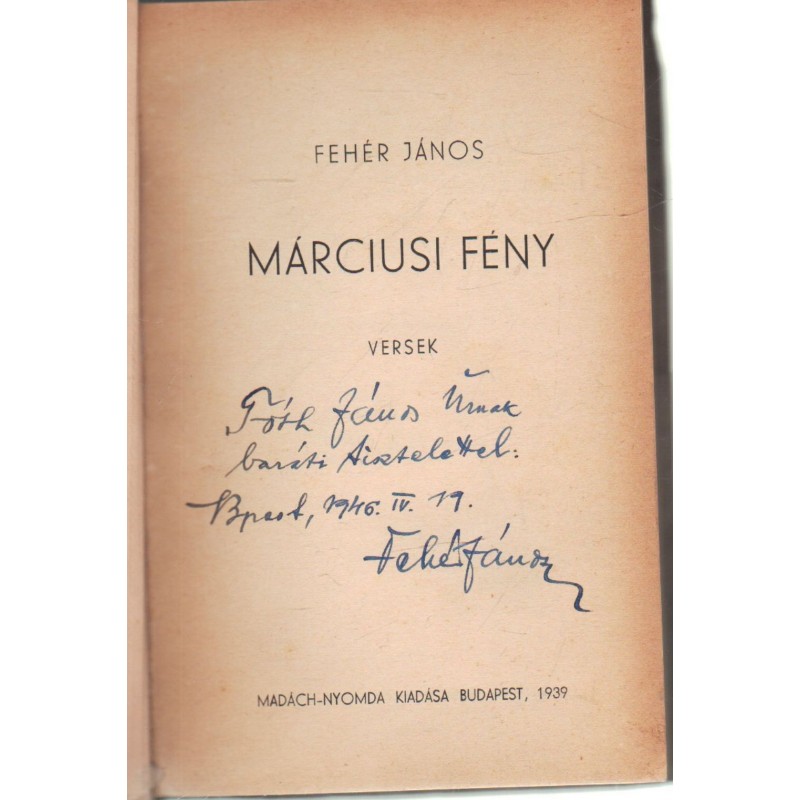 FEHÉR JÁNOS
MÁRCIUSI FÉNY
VERSEK
Tóth János Úrnak
baráti tisztelettel:
Bpest, 1946. IV. 19.
Fehér János
MADÁCH-NYOMDA KIADÁSA BUDAPEST, 1939